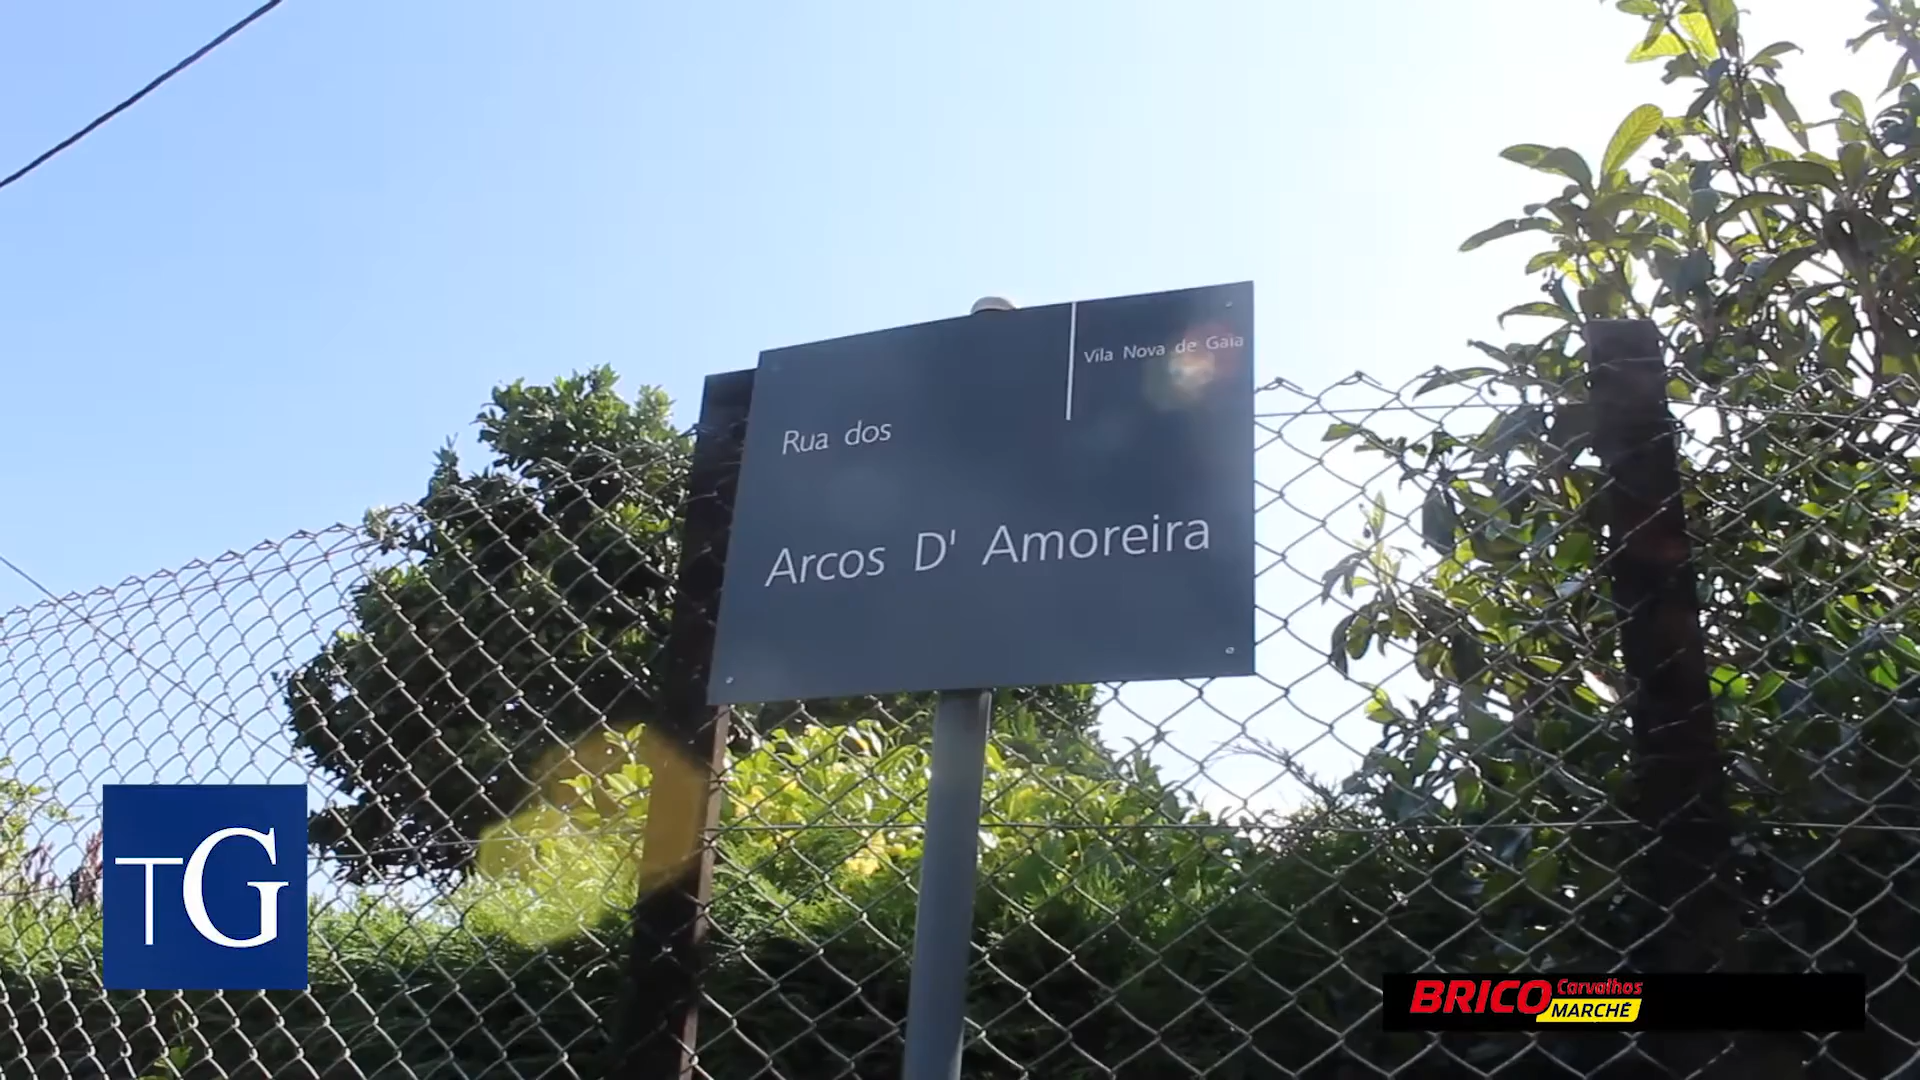 Vila Nova de Gaia
Rua dos
Arcos D' Amoreira
TG
BRICO Carvalhos
MARCHÉ